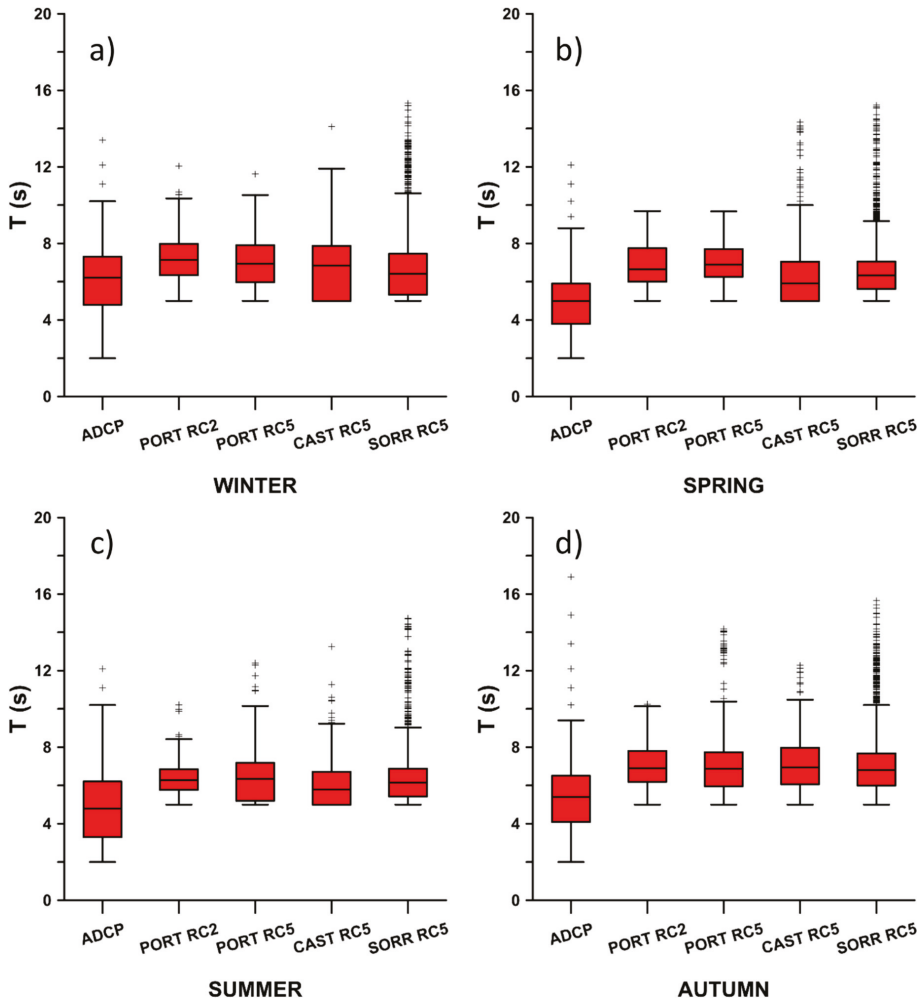 a)
T (s)
20
16
12
8
4
0
ADCP
PORT RC2
PORT RC5
CAST RC5
SORR RC5
WINTER
b)
T (s)
20
16
12
8
4
0
ADCP
PORT RC2
PORT RC5
CAST RC5
SORR RC5
SPRING
c)
T (s)
20
16
12
8
4
0
ADCP
PORT RC2
PORT RC5
CAST RC5
SORR RC5
SUMMER
d)
T (s)
20
16
12
8
4
0
ADCP
PORT RC2
PORT RC5
CAST RC5
SORR RC5
AUTUMN